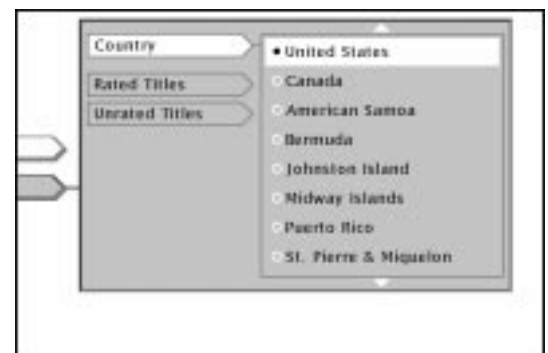 Country
Rated Titles
Unrated Titles
United States
Canada
American Samoa
Bermuda
Johnston Island
Midway Islands
Puerto Rico
St. Pierre & Miquelon